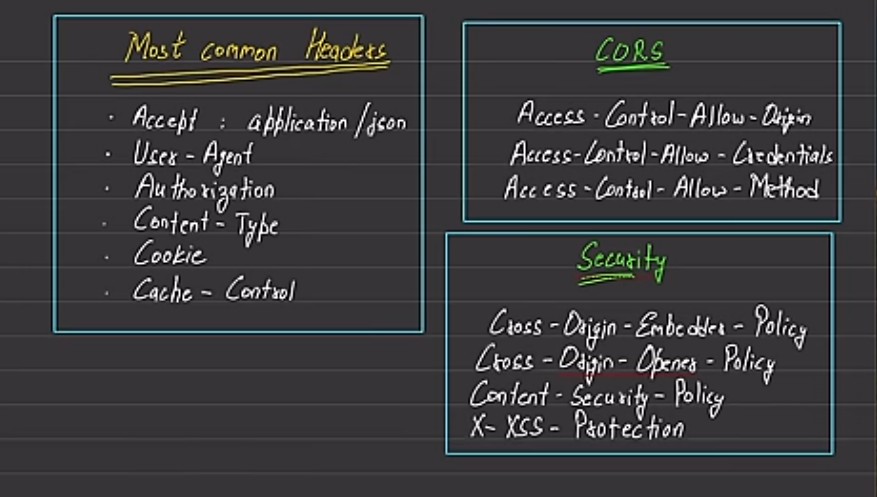 Most common Headers
· Accept : application/json
· User-Agent
· Authorization
· Content-Type
· Cookie
· Cache-Control
CORS
Access-Control-Allow-Origin
Access-Control-Allow-Credentials
Access-Control-Allow-Method
Security
Cross-Origin-Embedder-Policy
Cross-Origin-Opener-Policy
Content-Security-Policy
X-XSS-Protection